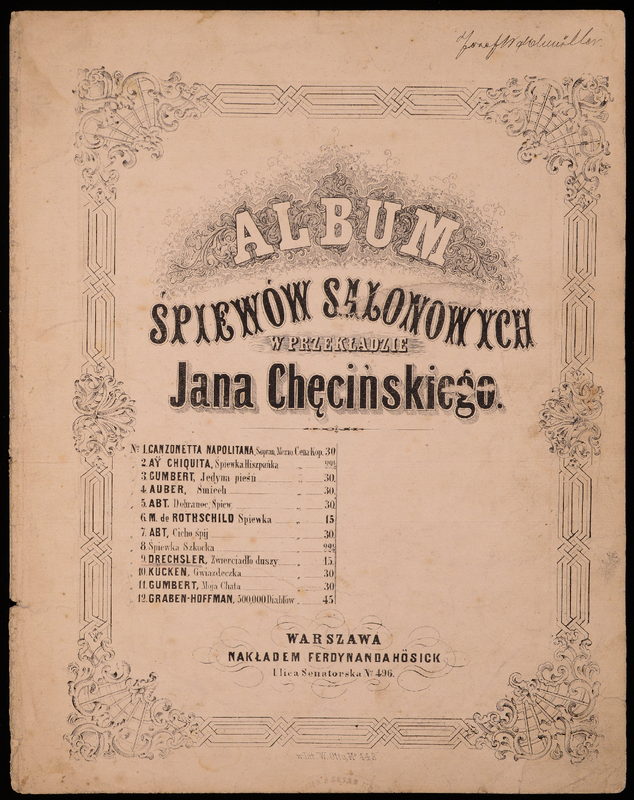 Józef
ALBUM
ŚPIEWÓW SALONOWYCH
W PRZEKŁADZIE
Jana Chęcińskiego.
Nº 1. CANZONETTA NAPOLITANA, Sopran, Mezzo Cena Kop. 30
2. AŸ CHIQUITA, Śpiewka Hiszpańska 22½
3. GUMBERT, Jedyna pieśń 30.
4. AUBER, Śmiech 30.
5. ABT, Dobranoc, Śpiew. 30.
6. M. de ROTHSCHILD Śpiewka 15
7. ABT, Cicho śpij 30.
8. Śpiewka Szkocka 22½
9. DRECHSLER, Zwierciadło duszy 15.
10. KÜCKEN, Gwiazdeczka 30
11. GUMBERT, Moja Chata 30.
12. GRABEN-HOFFMAN, 500,000 Diabłów 45
WARSZAWA
NAKŁADEM FERDYNANDA HÖSICK
Ulica Senatorska Nº 496.